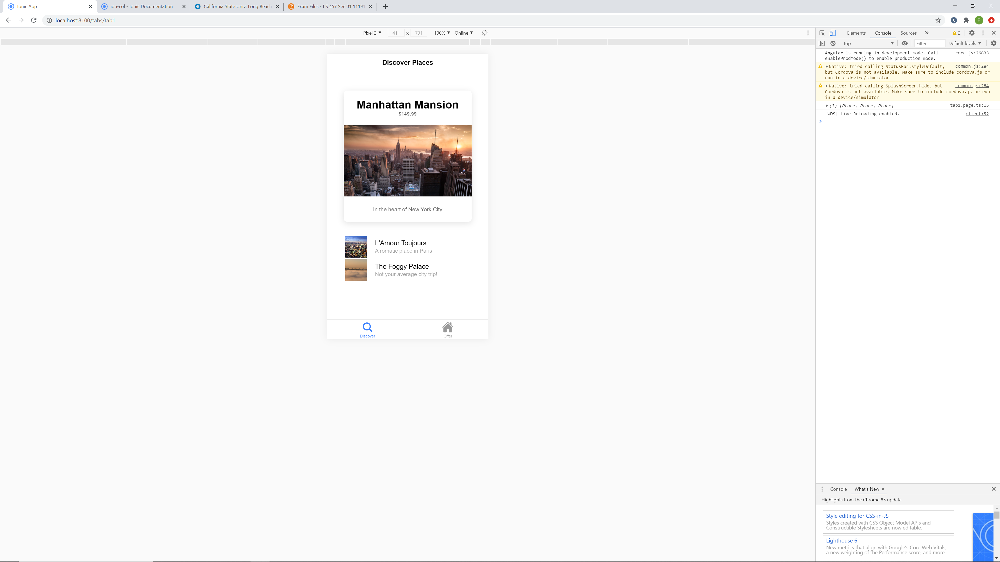 Ionic App
ion-col - Ionic Documentation
California State Univ. Long Beach
Exam Files - I S 457 Sec 01 11191
localhost:8100/tabs/tab1
F
Pixel 2 411 x 731 100% Online
Elements Console Sources 2
top Filter Default levels
Angular is running in development mode. Call core.js:26833
enableProdMode() to enable production mode.
Native: tried calling StatusBar.styleDefault, common.js:284
but Cordova is not available. Make sure to include cordova.js or
run in a device/simulator
Native: tried calling SplashScreen.hide, but common.js:284
Cordova is not available. Make sure to include cordova.js or run
in a device/simulator
(3) [Place, Place, Place] tab1.page.ts:15
[WDS] Live Reloading enabled. client:52
Discover Places
Manhattan Mansion
$149.99
In the heart of New York City
L'Amour Toujours
A romatic place in Paris
The Foggy Palace
Not your average city trip!
Discover Offer
Console What's New
Highlights from the Chrome 85 update
Style editing for CSS-in-JS
Styles created with CSS Object Model APIs and
Constructible Stylesheets are now editable.
Lighthouse 6
New metrics that align with Google's Core Web Vitals,
a new weighting of the Performance score, and more.